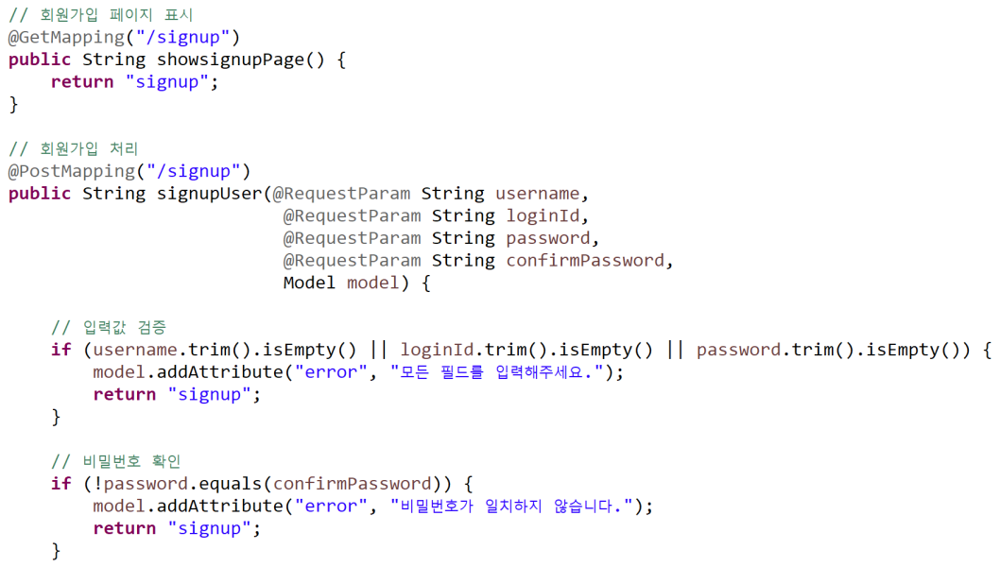 // 회원가입 페이지 표시
@GetMapping("/signup")
public String showsignupPage() {
    return "signup";
}

// 회원가입 처리
@PostMapping("/signup")
public String signupUser(@RequestParam String username,
                         @RequestParam String loginId,
                         @RequestParam String password,
                         @RequestParam String confirmPassword,
                         Model model) {

    // 입력값 검증
    if (username.trim().isEmpty() || loginId.trim().isEmpty() || password.trim().isEmpty()) {
        model.addAttribute("error", "모든 필드를 입력해주세요.");
        return "signup";
    }

    // 비밀번호 확인
    if (!password.equals(confirmPassword)) {
        model.addAttribute("error", "비밀번호가 일치하지 않습니다.");
        return "signup";
    }